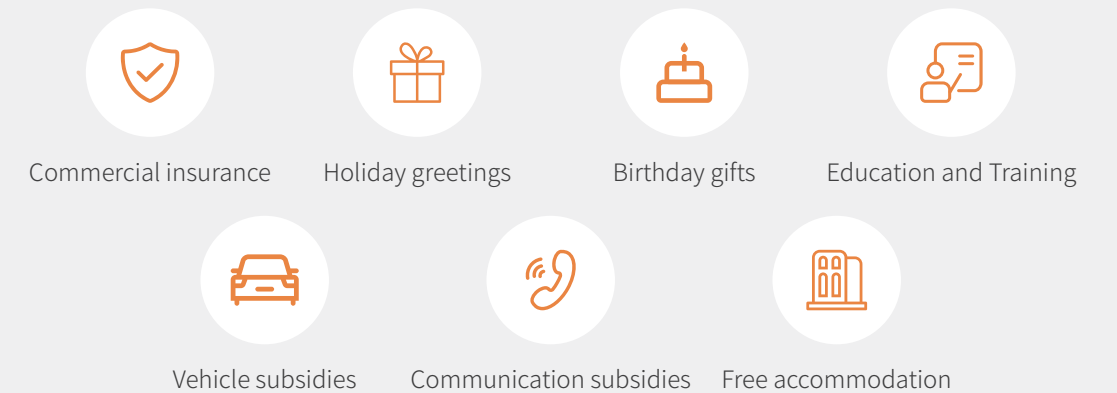 Commercial insurance
Holiday greetings
Birthday gifts
Education and Training
Vehicle subsidies
Communication subsidies
Free accommodation